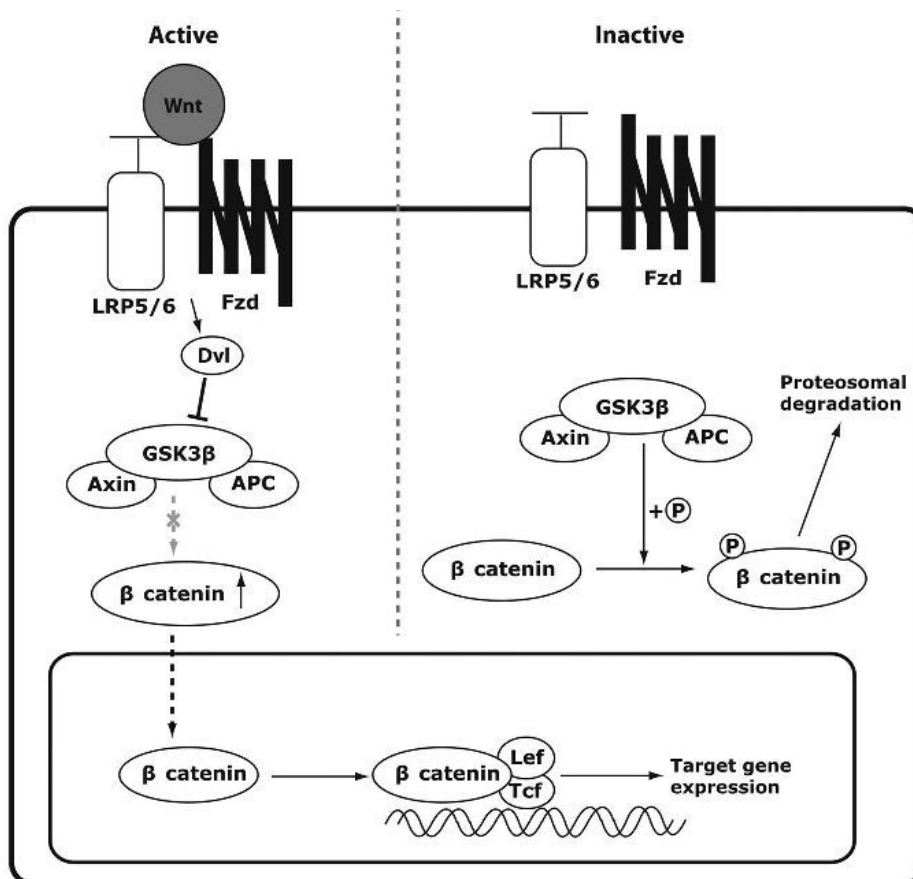 Active
Wnt
LRP5/6
Fzd
Dvl
GSK3β
Axin
APC
β catenin
Inactive
LRP5/6
Fzd
GSK3β
Axin
APC
+P
Proteosomal
degradation
β catenin
P
P
β catenin
β catenin
β catenin
Lef
Tcf
Target gene
expression